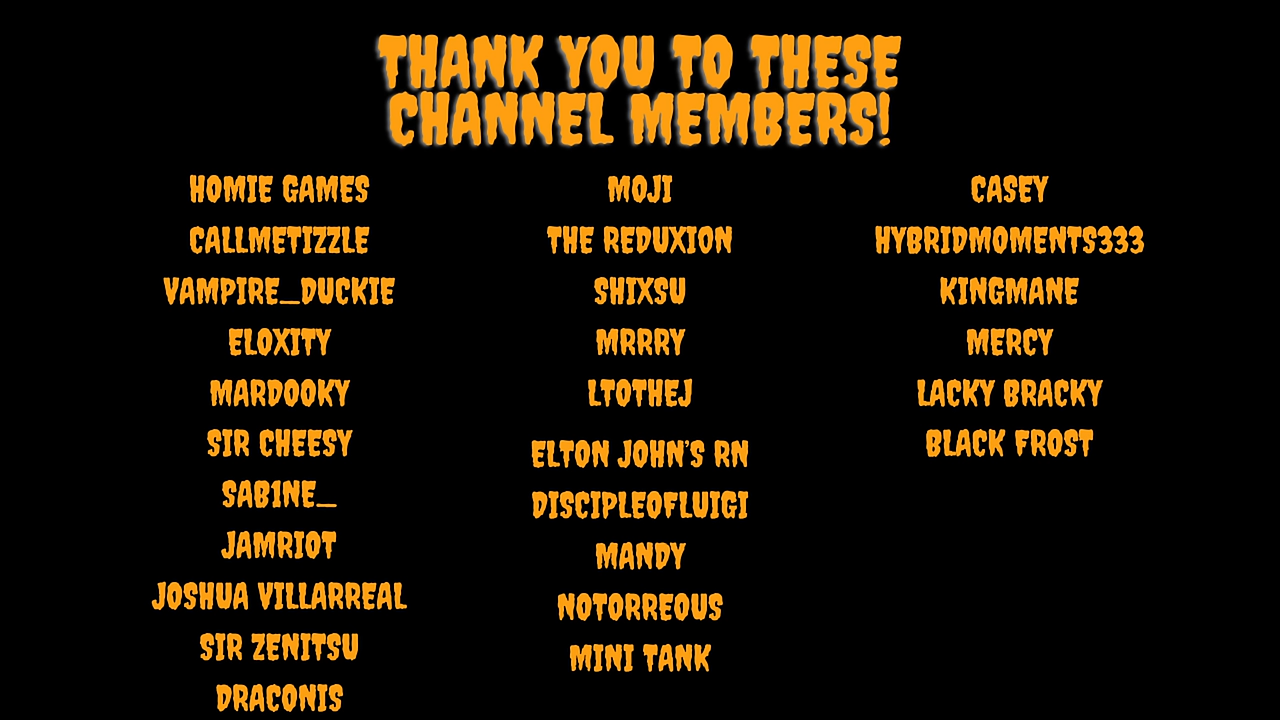 THANK YOU TO THESE
CHANNEL MEMBERS!
HOMIE GAMES
CALLMETIZZLE
VAMPIRE_DUCKIE
ELOXITY
MARDOOKY
SIR CHEESY
SAB1NE_
JAMRIOT
JOSHUA VILLARREAL
SIR ZENITSU
DRACONIS
MOJI
THE REDUXION
SHIXSU
MRRRY
LTOTHEJ
ELTON JOHN'S RN
DISCIPLEOFLUIGI
MANDY
NOTORREOUS
MINI TANK
CASEY
HYBRIDMOMENTS333
KINGMANE
MERCY
LACKY BRACKY
BLACK FROST